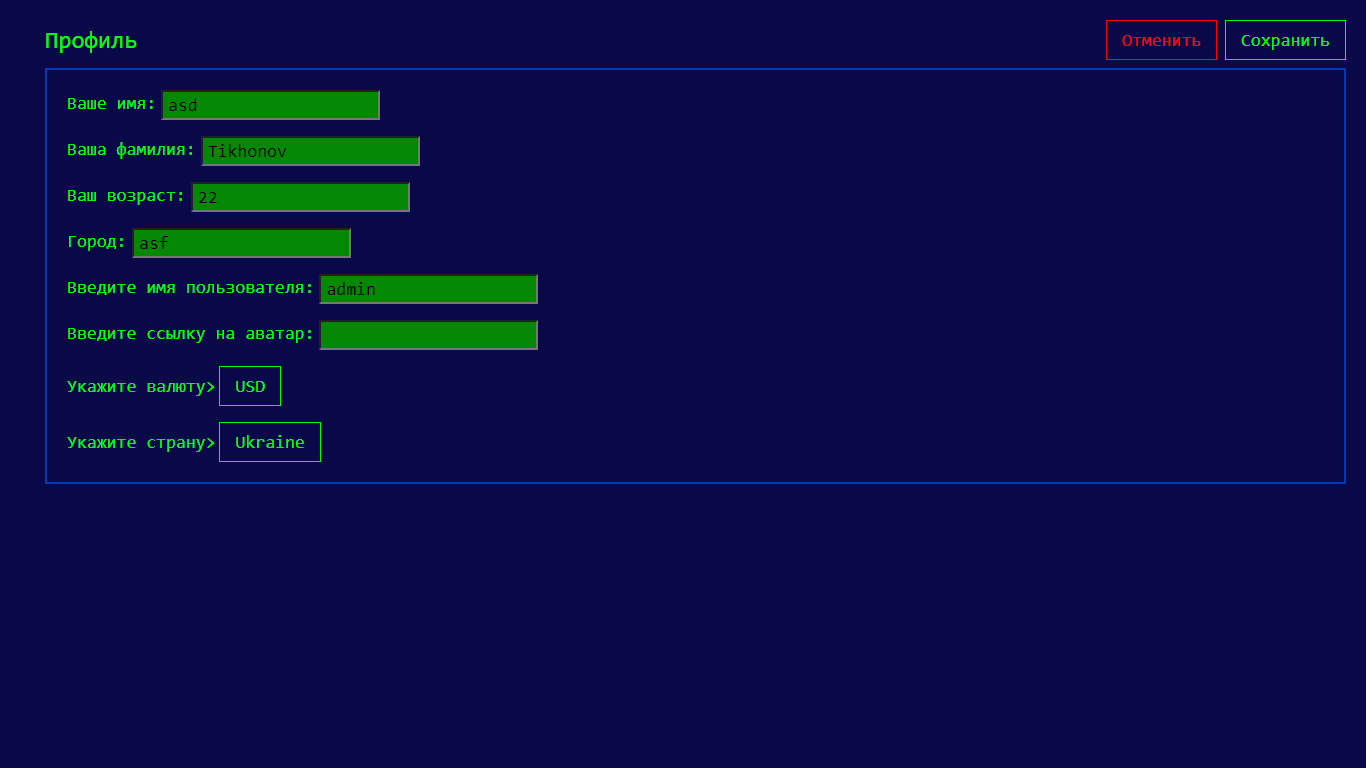 Профиль
Отменить
Сохранить
Ваше имя: asd
Ваша фамилия: Tikhonov
Ваш возраст: 22
Город: asf
Введите имя пользователя: admin
Введите ссылку на аватар:
Укажите валюту> USD
Укажите страну> Ukraine